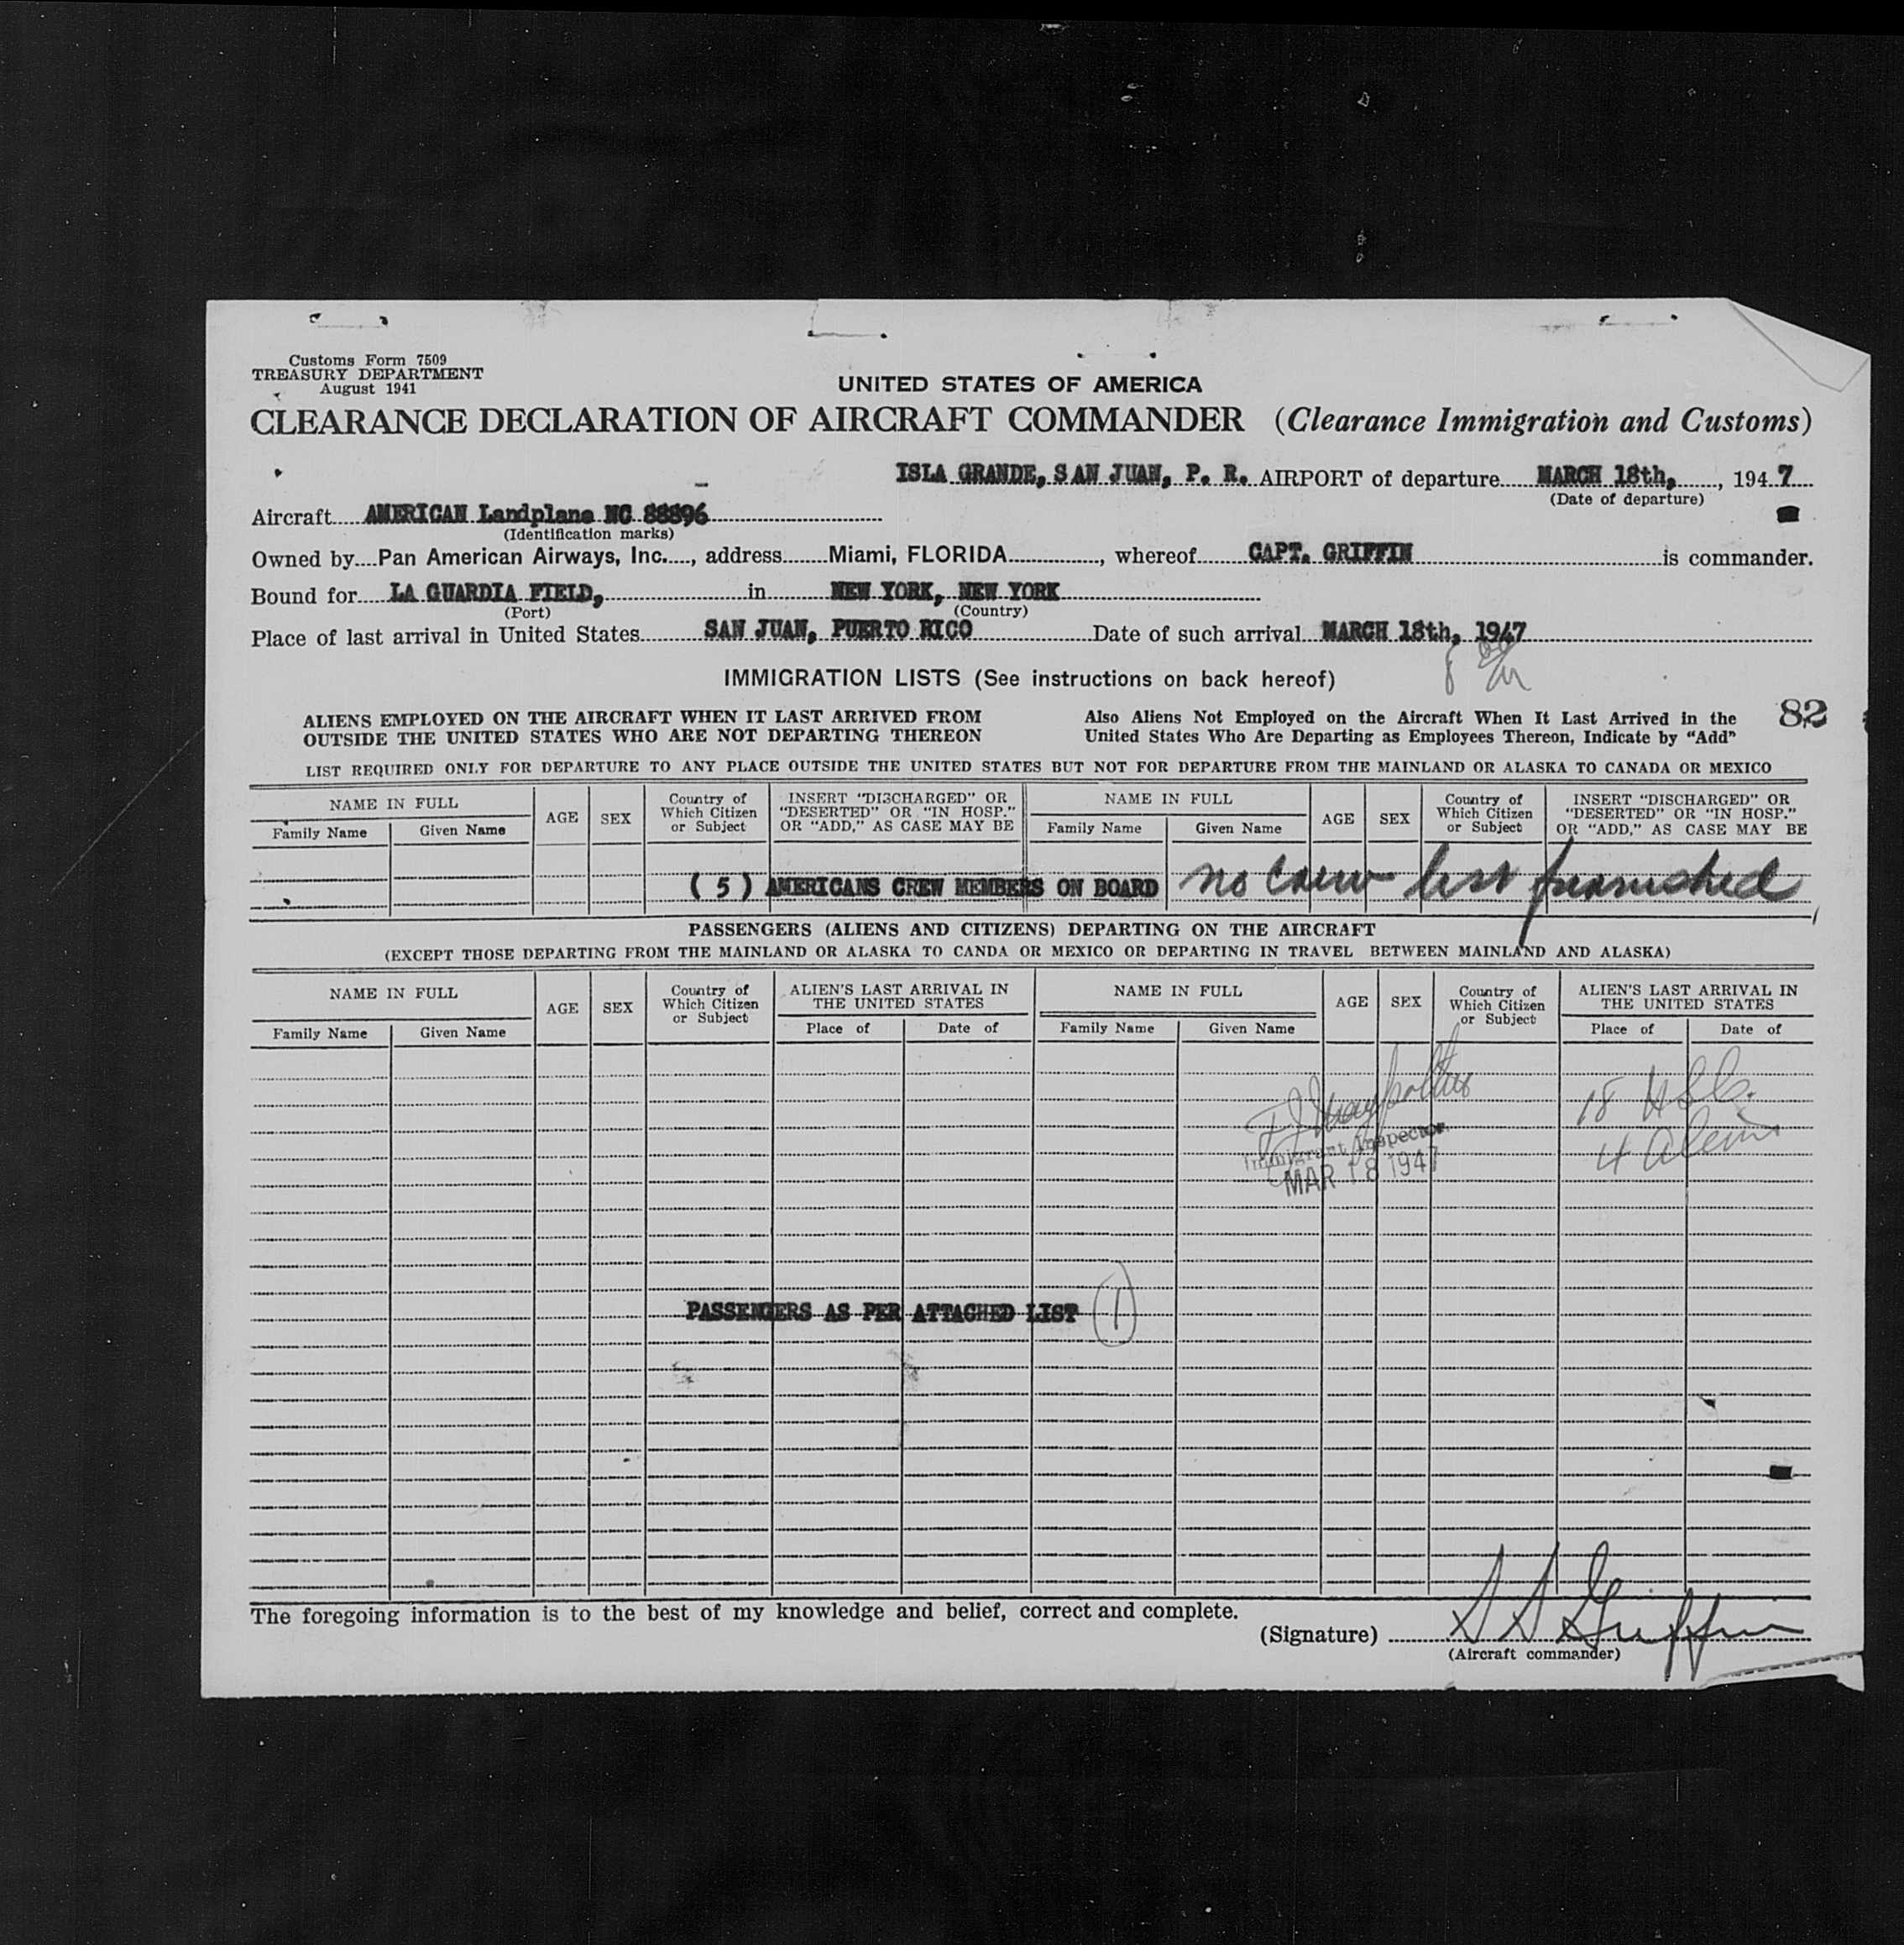 Customs Form 7509
TREASURY DEPARTMENT
August 1941
UNITED STATES OF AMERICA
CLEARANCE DECLARATION OF AIRCRAFT COMMANDER (Clearance Immigration and Customs)
ISLA GRANDE, SAN JUAN, P. R. AIRPORT of departure MARCH 18th, , 194 7
(Date of departure)
Aircraft AMERICAN Landplane NC 88896
(Identification marks)
Owned by Pan American Airways, Inc. , address Miami, FLORIDA , whereof CAPT. GRIFFIN is commander.
Bound for LA GUARDIA FIELD, in NEW YORK, NEW YORK
(Port) (Country)
Place of last arrival in United States SAN JUAN, PUERTO RICO Date of such arrival MARCH 18th, 1947
IMMIGRATION LISTS (See instructions on back hereof)
82
ALIENS EMPLOYED ON THE AIRCRAFT WHEN IT LAST ARRIVED FROM
OUTSIDE THE UNITED STATES WHO ARE NOT DEPARTING THEREON
Also Aliens Not Employed on the Aircraft When It Last Arrived in the
United States Who Are Departing as Employees Thereon, Indicate by "Add"
LIST REQUIRED ONLY FOR DEPARTURE TO ANY PLACE OUTSIDE THE UNITED STATES BUT NOT FOR DEPARTURE FROM THE MAINLAND OR ALASKA TO CANADA OR MEXICO
NAME IN FULL
Family Name Given Name
AGE
SEX
Country of
Which Citizen
or Subject
INSERT "DISCHARGED" OR
"DESERTED" OR "IN HOSP."
OR "ADD," AS CASE MAY BE
NAME IN FULL
Family Name Given Name
AGE
SEX
Country of
Which Citizen
or Subject
INSERT "DISCHARGED" OR
"DESERTED" OR "IN HOSP."
OR "ADD," AS CASE MAY BE
( 5 ) AMERICANS CREW MEMBERS ON BOARD no crew list furnished
PASSENGERS (ALIENS AND CITIZENS) DEPARTING ON THE AIRCRAFT
(EXCEPT THOSE DEPARTING FROM THE MAINLAND OR ALASKA TO CANDA OR MEXICO OR DEPARTING IN TRAVEL BETWEEN MAINLAND AND ALASKA)
NAME IN FULL
Family Name Given Name
AGE
SEX
Country of
Which Citizen
or Subject
ALIEN'S LAST ARRIVAL IN
THE UNITED STATES
Place of Date of
NAME IN FULL
Family Name Given Name
AGE
SEX
Country of
Which Citizen
or Subject
ALIEN'S LAST ARRIVAL IN
THE UNITED STATES
Place of Date of
18
4
Immigrant Inspector
MAR 18 1947
PASSENGERS AS PER ATTACHED LIST 1
The foregoing information is to the best of my knowledge and belief, correct and complete.
(Signature) Griffin
(Aircraft commander)